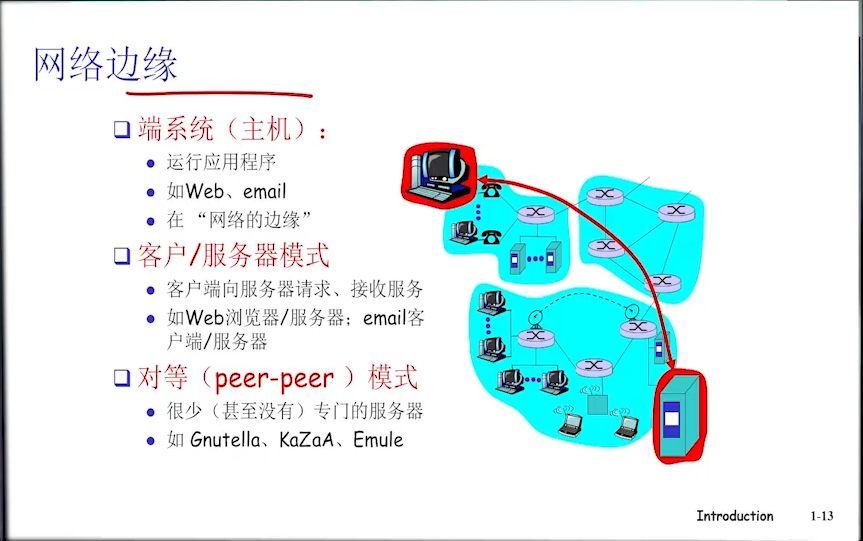 网络边缘
端系统（主机）：
运行应用程序
如Web、email
在 “网络的边缘”
客户/服务器模式
客户端向服务器请求、接收服务
如Web浏览器/服务器；email客
户端/服务器
对等（peer-peer ）模式
很少（甚至没有）专门的服务器
如 Gnutella、KaZaA、Emule
Introduction 1-13